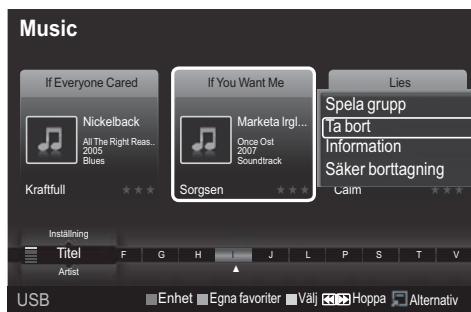 Music
If Everyone Cared
If You Want Me
Lies
Nickelback
All The Right Reas..
2005
Blues
Kraftfull
Marketa Irgl...
Once Ost
2007
Soundtrack
Sorgsen
Spela grupp
Ta bort
Information
Säker borttagning
Calm
Inställning
Titel F G H I J L P S T V
Artist
USB Enhet Egna favoriter Välj Hoppa Alternativ